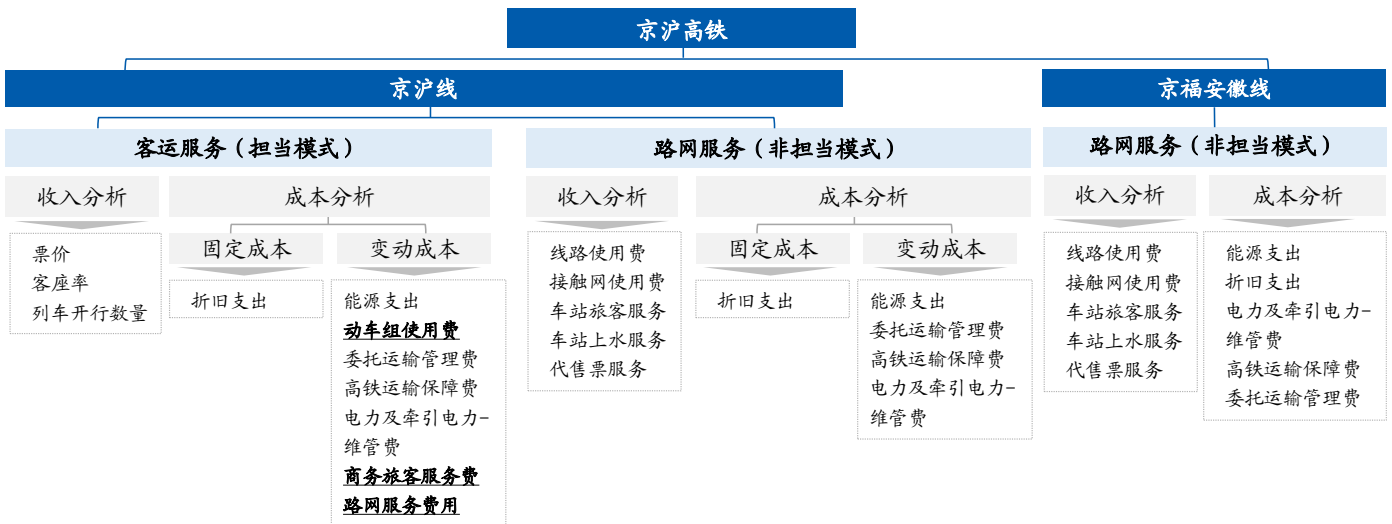 京沪高铁
京沪线
京福安徽线
客运服务（担当模式）
路网服务（非担当模式）
路网服务（非担当模式）
收入分析
成本分析
收入分析
成本分析
收入分析
成本分析
票价
客座率
列车开行数量
固定成本
折旧支出
变动成本
能源支出
动车组使用费
委托运输管理费
高铁运输保障费
电力及牵引电力-
维管费
商务旅客服务费
路网服务费用
线路使用费
接触网使用费
车站旅客服务
车站上水服务
代售票服务
固定成本
折旧支出
变动成本
能源支出
委托运输管理费
高铁运输保障费
电力及牵引电力-
维管费
线路使用费
接触网使用费
车站旅客服务
车站上水服务
代售票服务
能源支出
折旧支出
电力及牵引电力-
维管费
高铁运输保障费
委托运输管理费